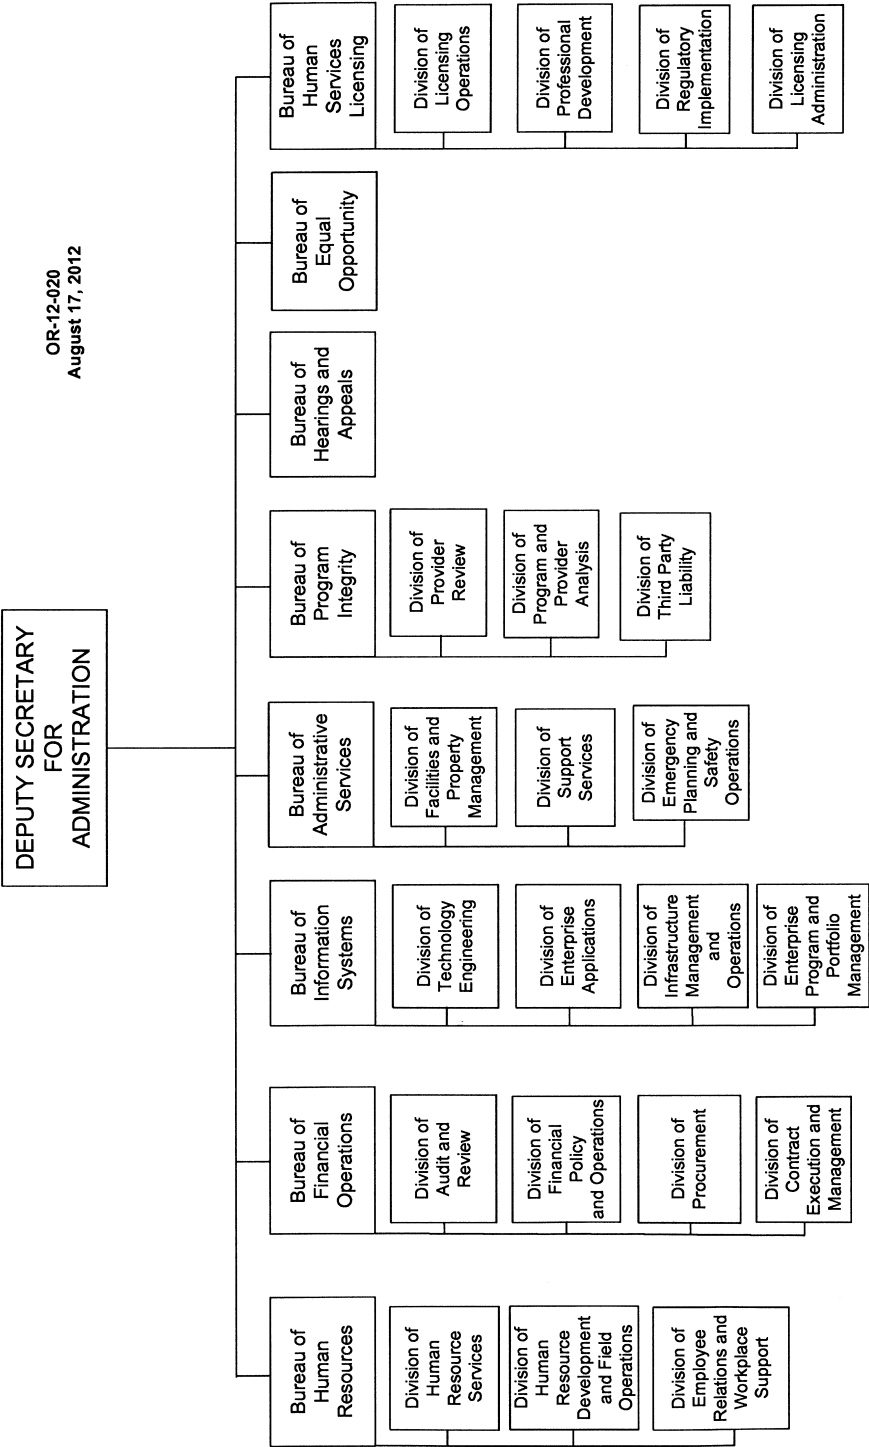 OR-12-020
August 17, 2012
DEPUTY SECRETARY
FOR
ADMINISTRATION
Bureau of
Human
Resources
Division of
Human
Resource
Services
Division of
Human
Resource
Development
and Field
Operations
Division of
Employee
Relations and
Workplace
Support
Bureau of
Financial
Operations
Division of
Audit and
Review
Division of
Financial
Policy
and Operations
Division of
Procurement
Division of
Contract
Execution and
Management
Bureau of
Information
Systems
Division of
Technology
Engineering
Division of
Enterprise
Applications
Division of
Infrastructure
Management
and
Operations
Division of
Enterprise
Program and
Portfolio
Management
Bureau of
Administrative
Services
Division of
Facilities and
Property
Management
Division of
Support
Services
Division of
Emergency
Planning and
Safety
Operations
Bureau of
Program
Integrity
Division of
Provider
Review
Division of
Program and
Provider
Analysis
Division of
Third Party
Liability
Bureau of
Hearings and
Appeals
Bureau of
Equal
Opportunity
Bureau of
Human
Services
Licensing
Division of
Licensing
Operations
Division of
Professional
Development
Division of
Regulatory
Implementation
Division of
Licensing
Administration